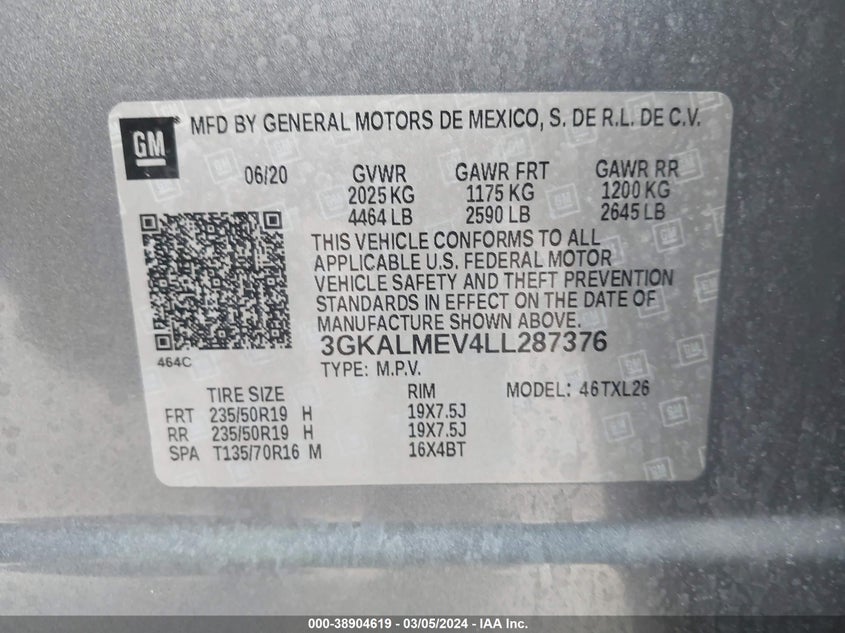 GM
MFD BY GENERAL MOTORS DE MEXICO, S. DE R.L. DE C.V.
06/20 GVWR GAWR FRT GAWR RR
2025 KG 1175 KG 1200 KG
4464 LB 2590 LB 2645 LB
THIS VEHICLE CONFORMS TO ALL
APPLICABLE U.S. FEDERAL MOTOR
VEHICLE SAFETY AND THEFT PREVENTION
STANDARDS IN EFFECT ON THE DATE OF
MANUFACTURE SHOWN ABOVE.
3GKALMEV4LL287376
464C
TYPE: M.P.V.
TIRE SIZE RIM MODEL: 46TXL26
FRT 235/50R19 H 19X7.5J
RR 235/50R19 H 19X7.5J
SPA T135/70R16 M 16X4BT
000-38904619 - 03/05/2024 - IAA Inc.